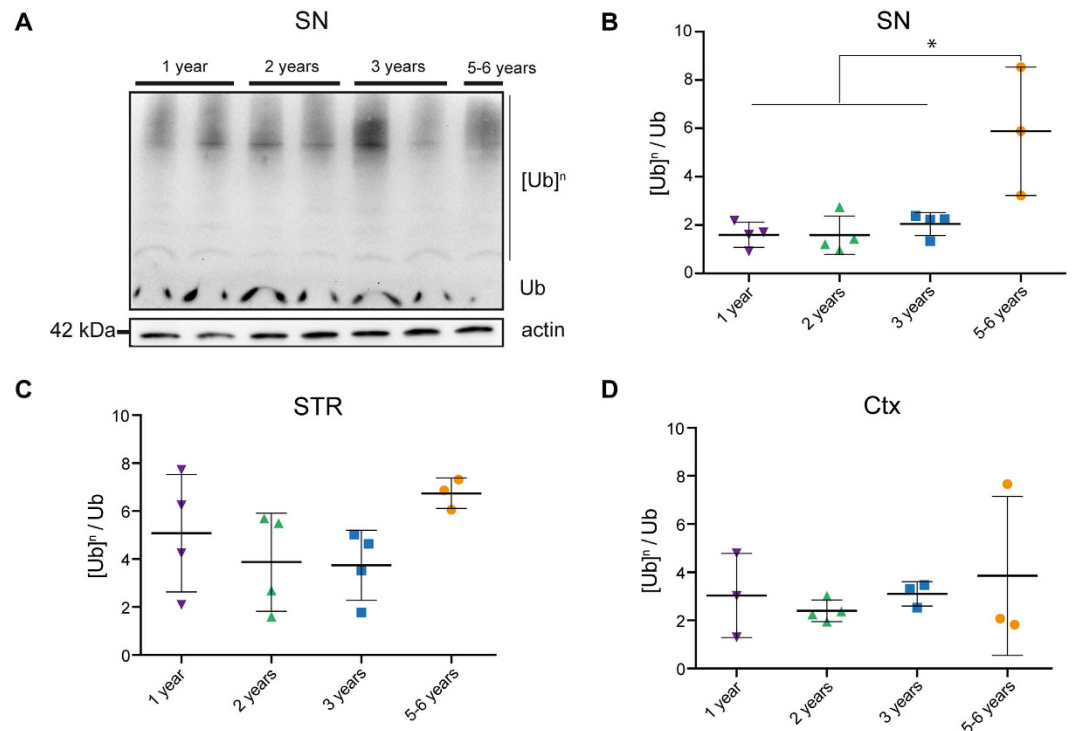 A
SN
1 year 2 years 3 years 5-6 years
[Ub]ⁿ
Ub
42 kDa
actin
B
SN
[Ub]ⁿ / Ub
10
8
6
4
2
0
*
1 year 2 years 3 years 5-6 years
C
STR
[Ub]ⁿ / Ub
10
8
6
4
2
0
1 year 2 years 3 years 5-6 years
D
Ctx
[Ub]ⁿ / Ub
10
8
6
4
2
0
1 year 2 years 3 years 5-6 years